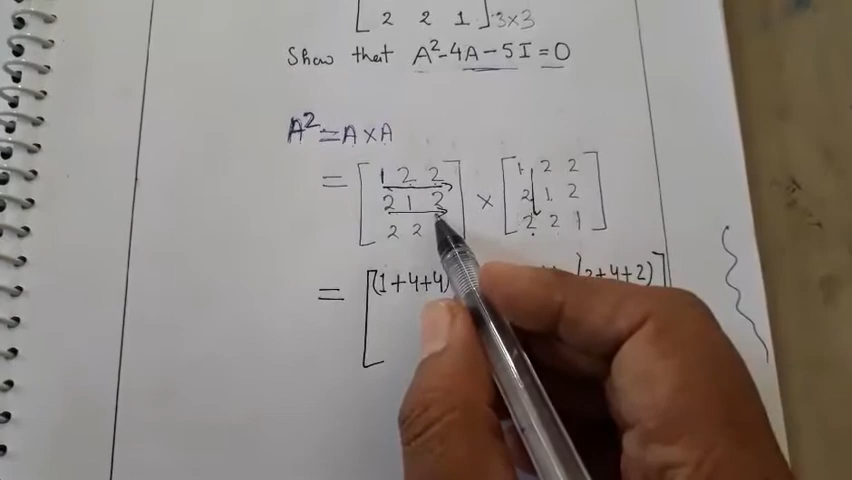 [ 2 2 1 ] 3×3
Show that A²-4A-5I=0
A²=A×A
= [ 1 2 2 × [ 1 2 2 ]
2 1 2 2 1 2
2 2 2 2 1
= [ (1+4+4) (2+4+2) ]